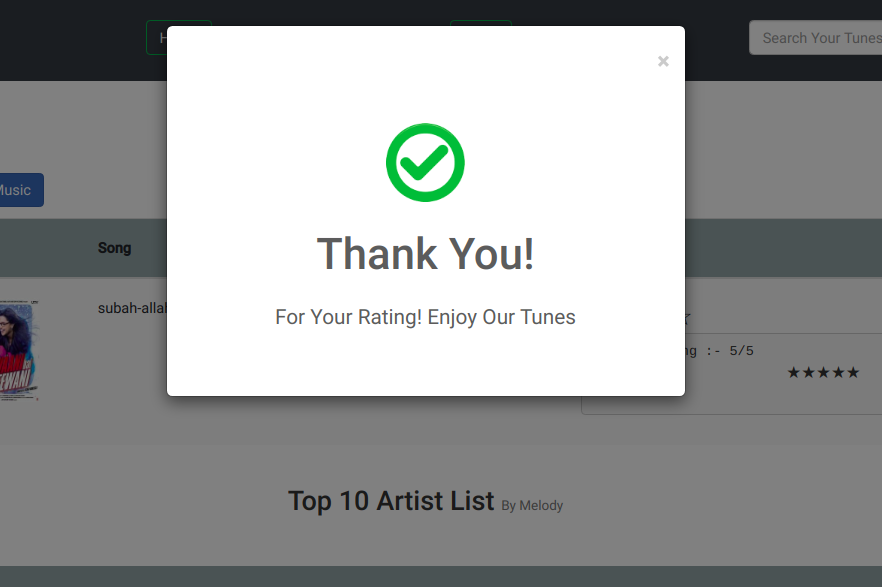 Search Your Tunes
×
Music
Thank You!
For Your Rating! Enjoy Our Tunes
Song
subah-allah
ng :- 5/5
★★★★★
Top 10 Artist List By Melody